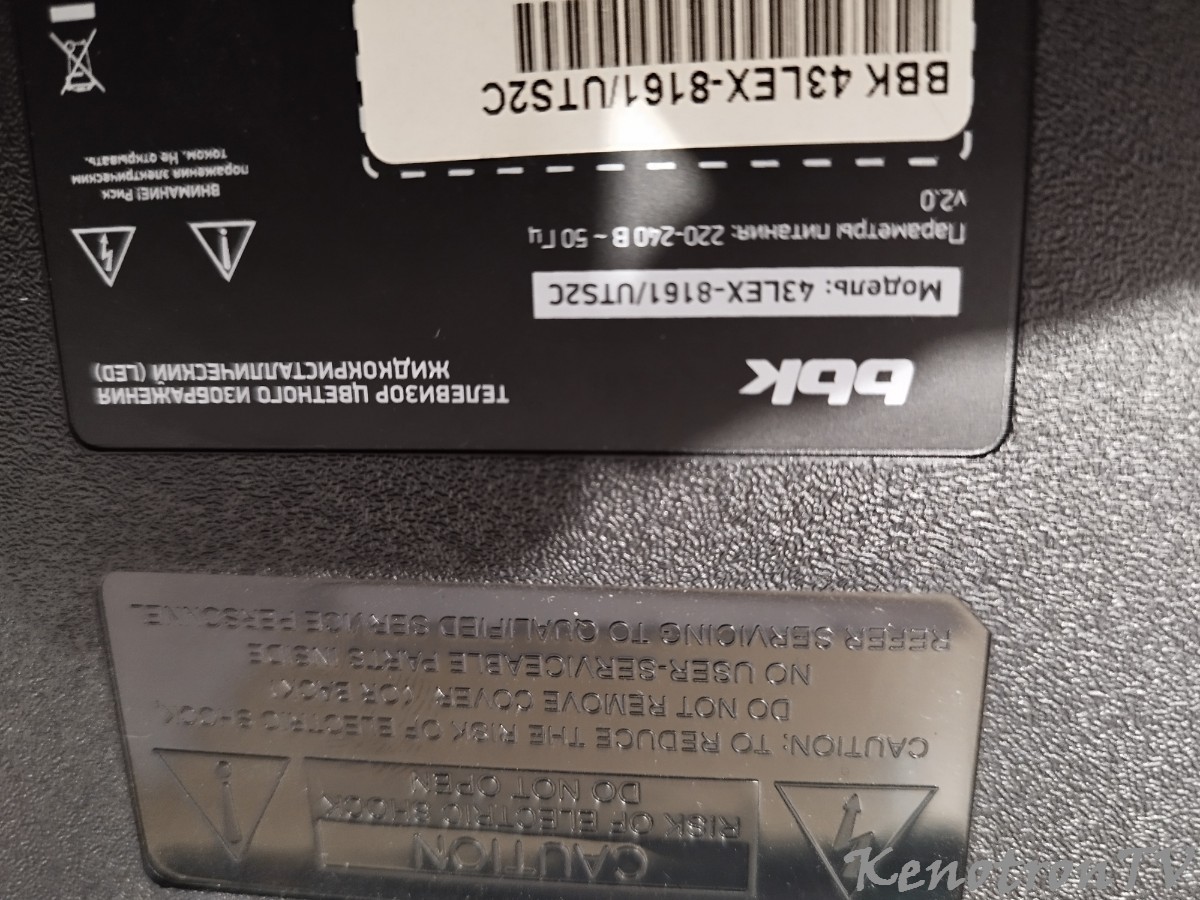 bbk
ТЕЛЕВИЗОР ЦВЕТНОГО ИЗОБРАЖЕНИЯ
ЖИДКОКРИСТАЛЛИЧЕСКИЙ (LED)
Модель: 43LEX-8161/UTS2C
Параметры питания: 220-240 В ~ 50 Гц
v2.0
ВНИМАНИЕ! Риск
поражения электрическим
током. Не открывать.
BBK 43LEX-8161/UTS2C
CAUTION
RISK OF ELECTRIC SHOCK
DO NOT OPEN
CAUTION: TO REDUCE THE RISK OF ELECTRIC SHOCK
DO NOT REMOVE COVER (OR BACK)
NO USER-SERVICEABLE PARTS INSIDE
REFER SERVICING TO QUALIFIED SERVICE PERSONNEL
KenotronTV